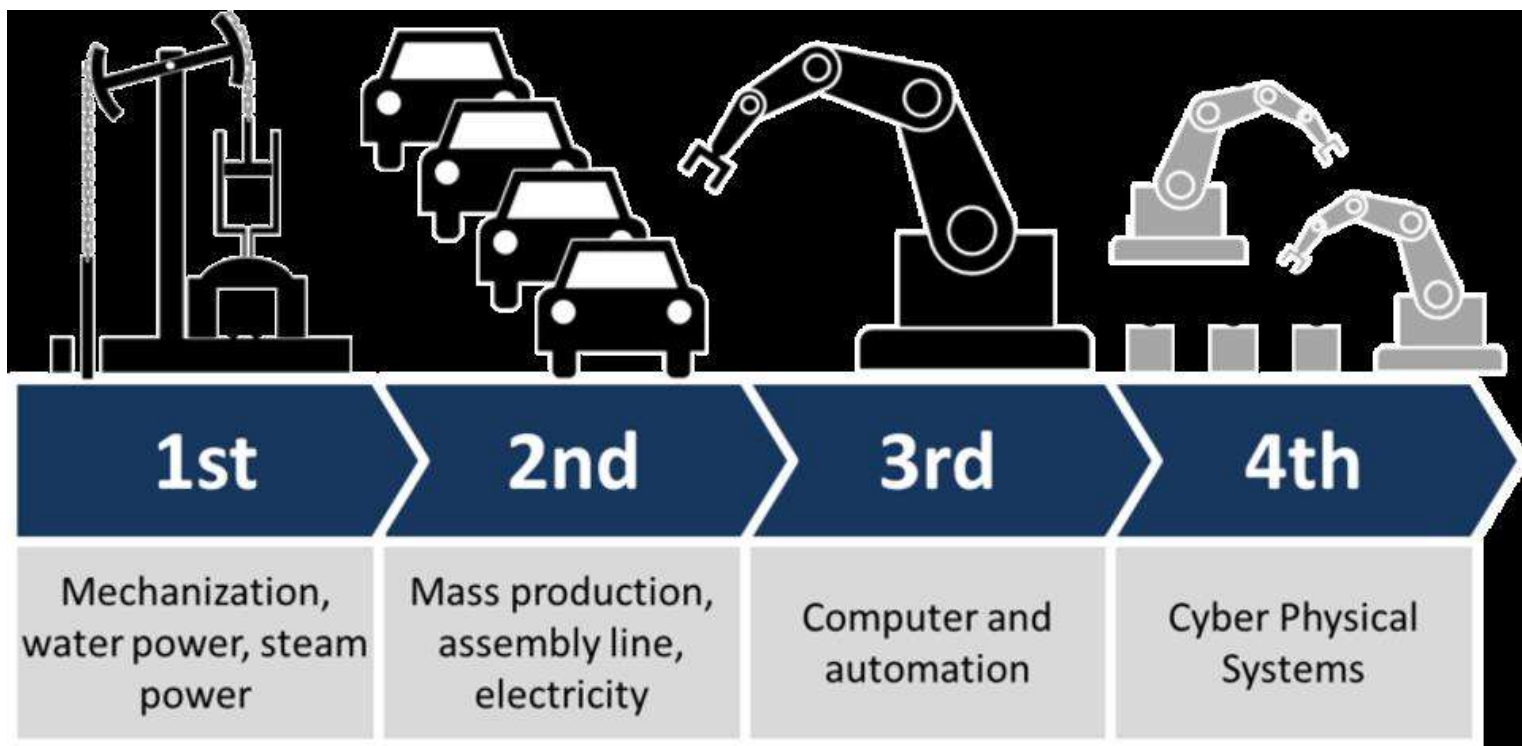 1st
2nd
3rd
4th
Mechanization,
water power, steam
power
Mass production,
assembly line,
electricity
Computer and
automation
Cyber Physical
Systems